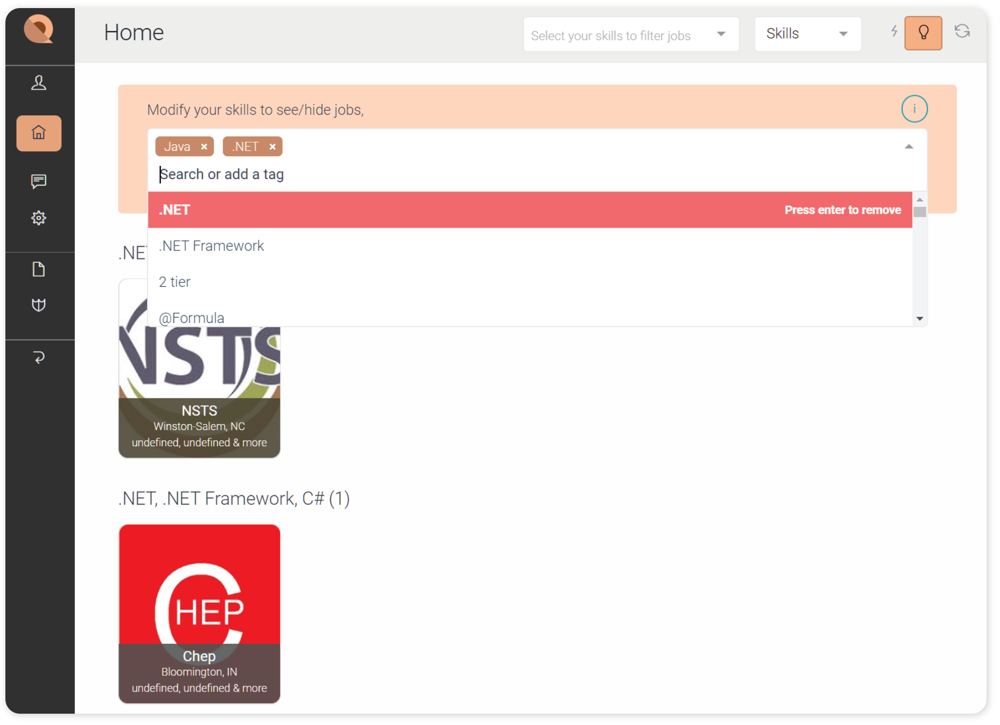 Home
Select your skills to filter jobs
Skills
Modify your skills to see/hide jobs,
i
Java ×
.NET ×
Search or add a tag
.NET
Press enter to remove
.NET Framework
2 tier
@Formula
.NE
NSTS
NSTS
Winston-Salem, NC
undefined, undefined & more
.NET, .NET Framework, C# (1)
CHEP
Chep
Bloomington, IN
undefined, undefined & more